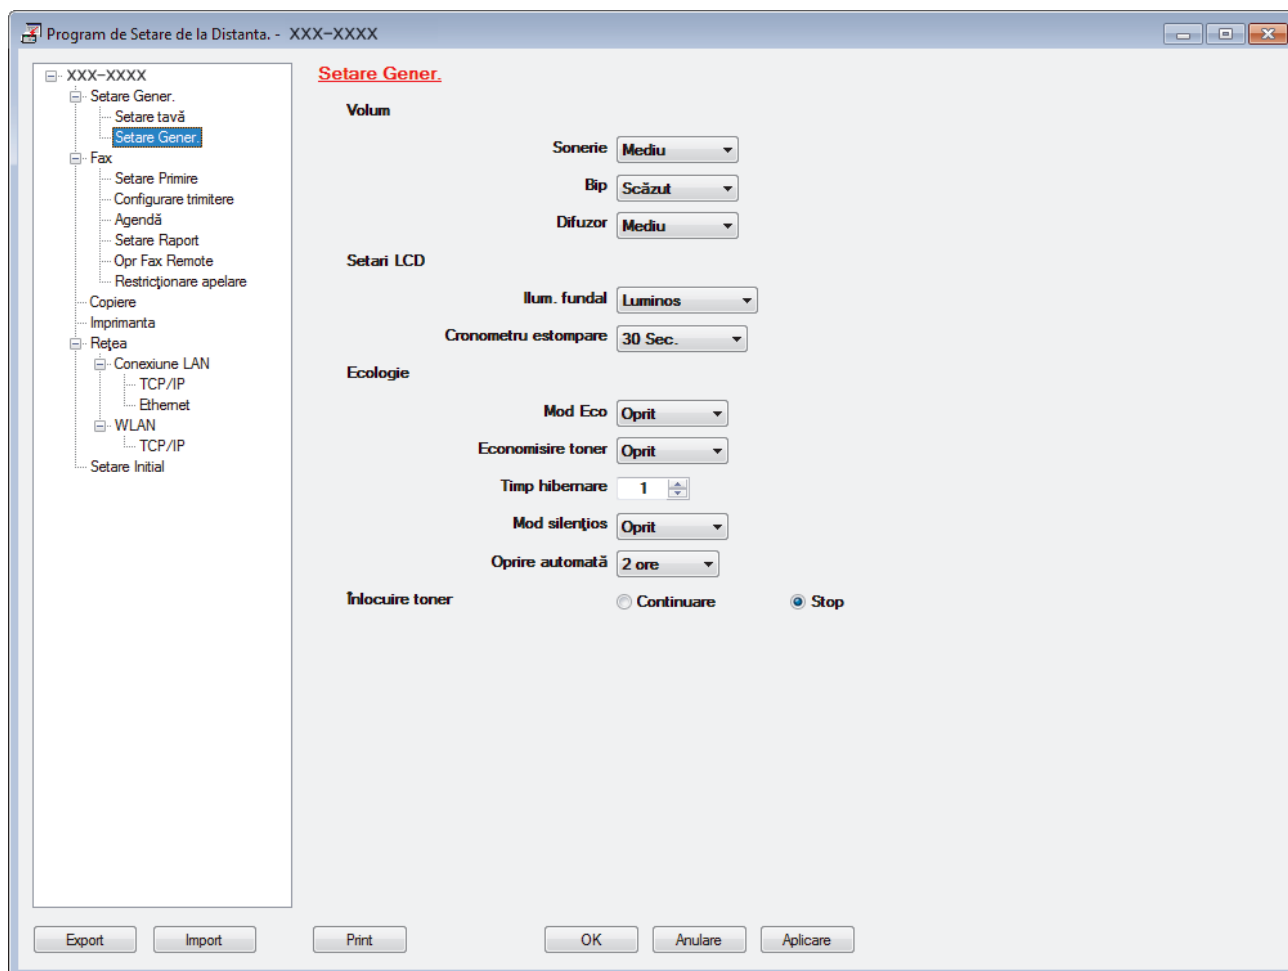 Program de Setare de la Distanta. - XXX-XXXX
XXX-XXXX
Setare Gener.
Setare tavă
Setare Gener.
Fax
Setare Primire
Configurare trimitere
Agendă
Setare Raport
Opr Fax Remote
Restricţionare apelare
Copiere
Imprimanta
Reţea
Conexiune LAN
TCP/IP
Ethernet
WLAN
TCP/IP
Setare Initial
Setare Gener.
Volum
Sonerie Mediu
Bip Scăzut
Difuzor Mediu
Setari LCD
Ilum. fundal Luminos
Cronometru estompare 30 Sec.
Ecologie
Mod Eco Oprit
Economisire toner Oprit
Timp hibernare 1
Mod silenţios Oprit
Oprire automată 2 ore
Înlocuire toner Continuare Stop
Export Import Print OK Anulare Aplicare